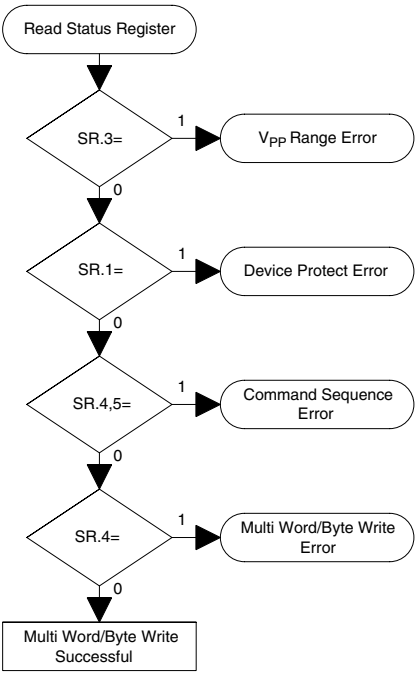 Read Status Register
SR.3=
1
V_PP Range Error
0
SR.1=
1
Device Protect Error
0
SR.4,5=
1
Command Sequence
Error
0
SR.4=
1
Multi Word/Byte Write
Error
0
Multi Word/Byte Write
Successful